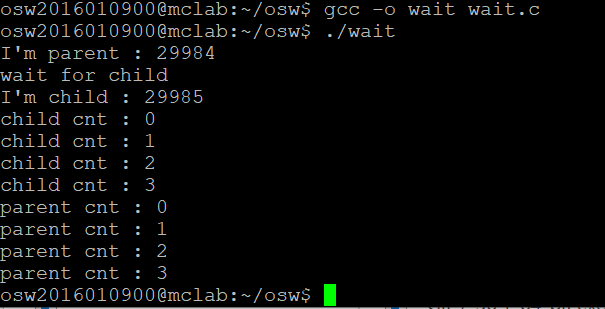 osw2016010900@mclab:~/osw$ gcc -o wait wait.c
osw2016010900@mclab:~/osw$ ./wait
I'm parent : 29984
wait for child
I'm child : 29985
child cnt : 0
child cnt : 1
child cnt : 2
child cnt : 3
parent cnt : 0
parent cnt : 1
parent cnt : 2
parent cnt : 3
osw2016010900@mclab:~/osw$